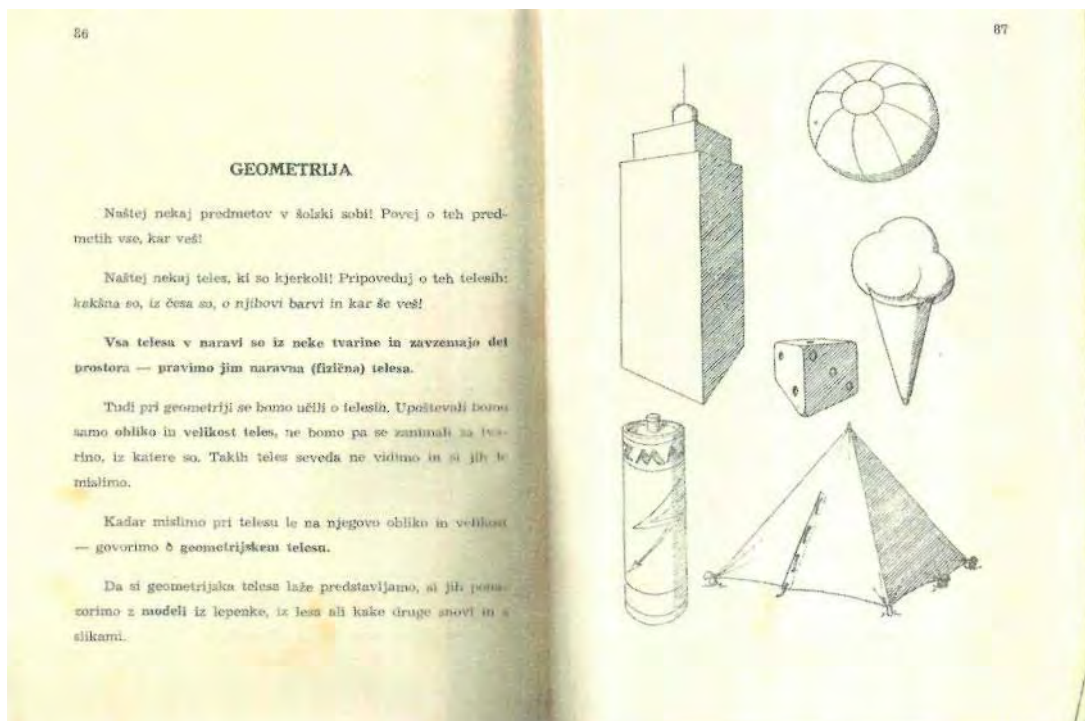 86
GEOMETRIJA
Naštej nekaj predmetov v šolski sobi! Povej o teh pred-
metih vse, kar veš!
Naštej nekaj teles, ki so kjerkoli! Pripoveduj o teh telesih:
kakšna so, iz česa so, o njihovi barvi in kar še veš!
Vsa telesa v naravi so iz neke tvarine in zavzemajo del
prostora — pravimo jim naravna (fizična) telesa.
Tudi pri geometriji se bomo učili o telesih. Upoštevali bomo
samo obliko in velikost teles, ne bomo pa se zanimali za tva-
rino, iz katere so. Takih teles seveda ne vidimo in si jih le
mislimo.
Kadar mislimo pri telesu le na njegovo obliko in velikost
— govorimo o geometrijskem telesu.
Da si geometrijska telesa laže predstavljamo, si jih pona-
zorimo z modeli iz lepenke, iz lesa ali kake druge snovi in s
slikami.
87
ZMA